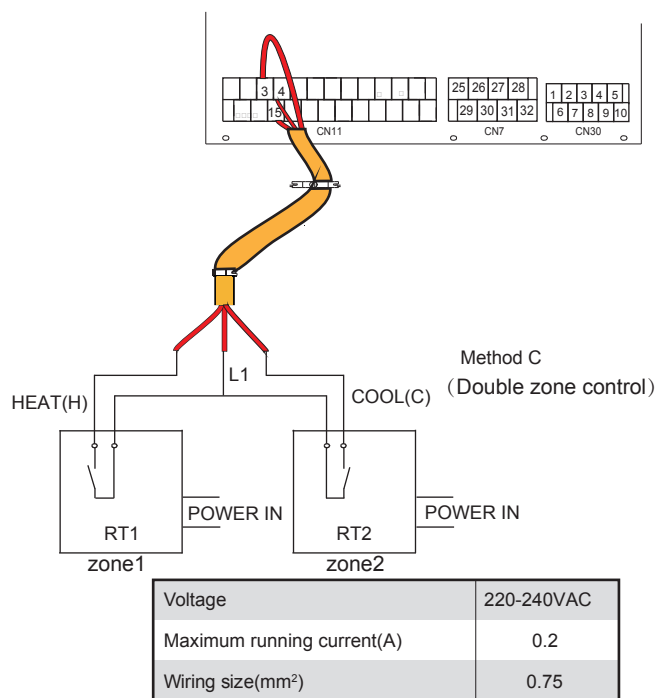 3 4
15
CN11
25 26 27 28
29 30 31 32
CN7
1 2 3 4 5
6 7 8 9 10
CN30
L1
HEAT(H)
COOL(C)
Method C
（Double zone control）
RT1
POWER IN
zone1
RT2
POWER IN
zone2
Voltage 220-240VAC
Maximum running current(A) 0.2
Wiring size(mm²) 0.75